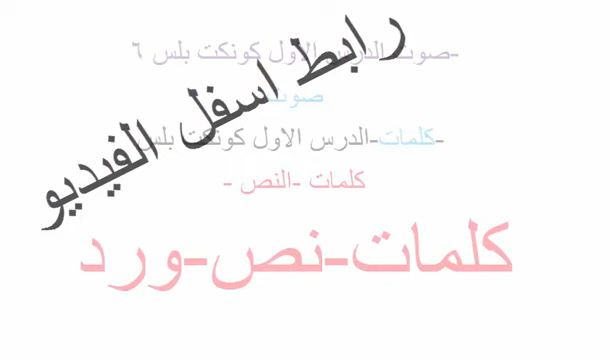 -صوت الدرس الاول كونكت بلس ٦
صوت
-كلمات-الدرس الاول كونكت بلس
كلمات -النص -
كلمات-نص-ورد
رابط اسفل الفيديو